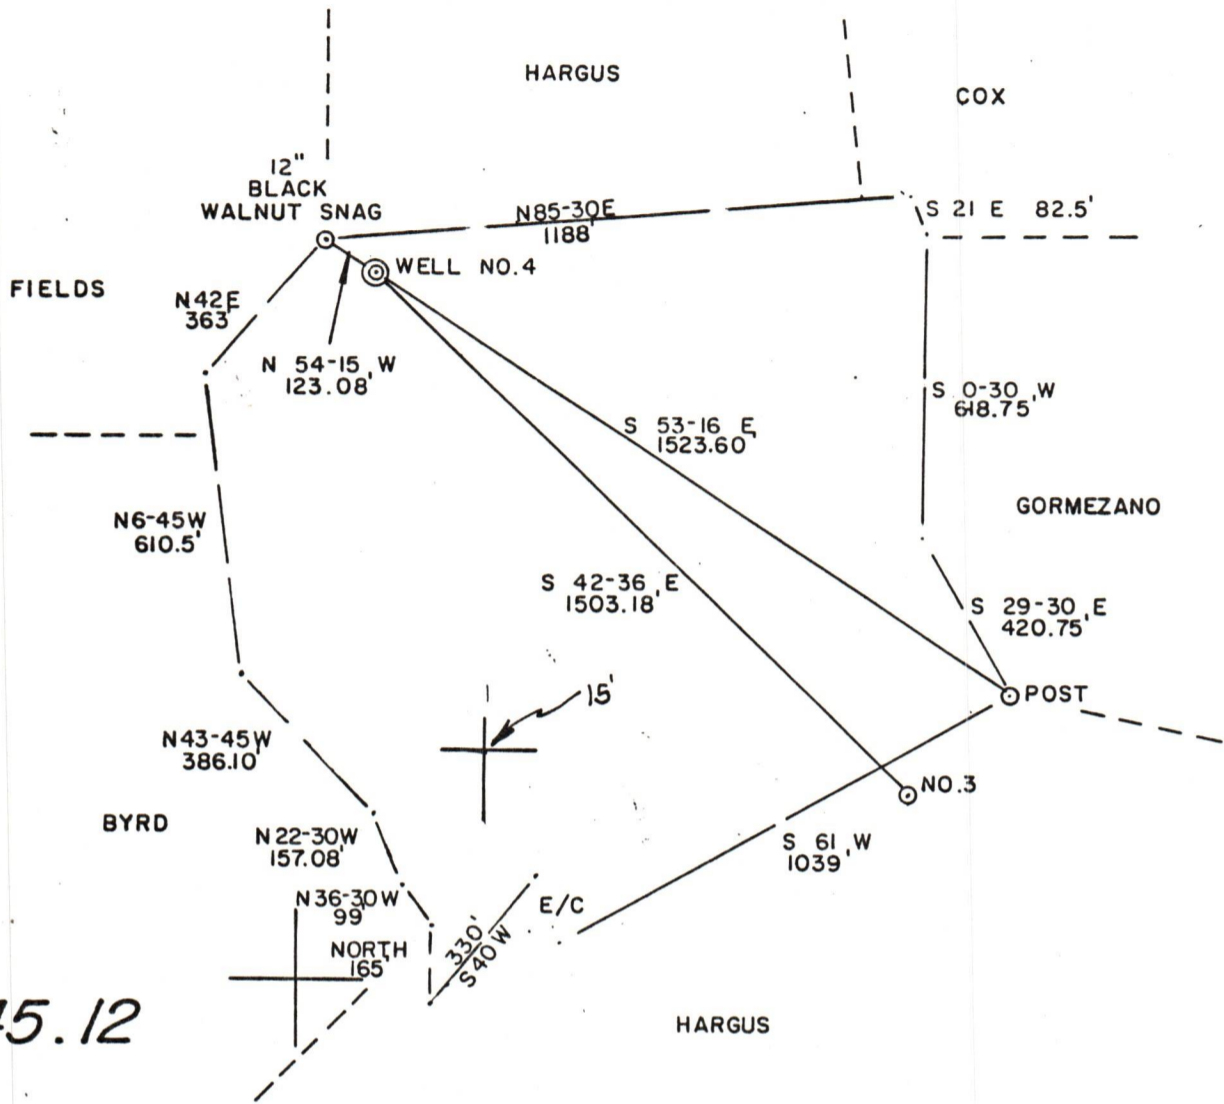 HARGUS
COX
12"
BLACK
WALNUT SNAG
N85-30E
1188'
S 21 E 82.5'
WELL NO.4
FIELDS
N42E
363'
N 54-15 W
123.08'
S 0-30 W
618.75'
S 53-16 E
1523.60'
GORMEZANO
N6-45W
610.5'
S 42-36 E
1503.18'
S 29-30 E
420.75'
15'
POST
N43-45W
386.10'
NO.3
BYRD
N22-30W
157.08'
S 61 W
1039'
N36-30W
99'
E/C
NORTH
165'
330'
S40W
5.12
HARGUS